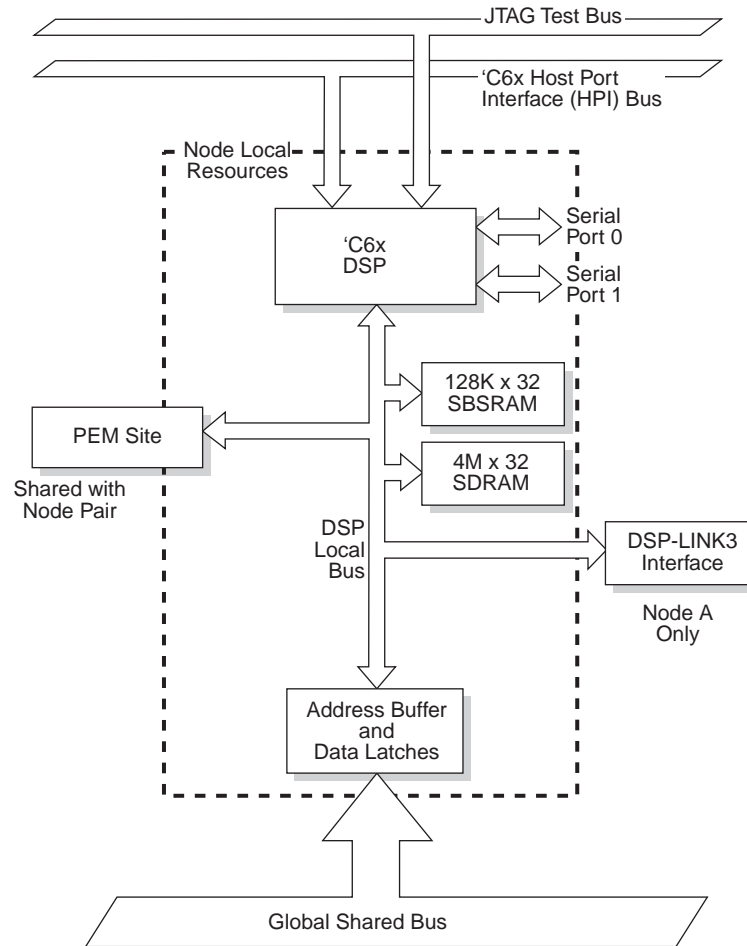 JTAG Test Bus
‘C6x Host Port
Interface (HPI) Bus
Node Local
Resources
‘C6x
DSP
Serial
Port 0
Serial
Port 1
128K x 32
SBSRAM
PEM Site
4M x 32
SDRAM
Shared with
Node Pair
DSP
Local
Bus
DSP-LINK3
Interface
Node A
Only
Address Buffer
and
Data Latches
Global Shared Bus